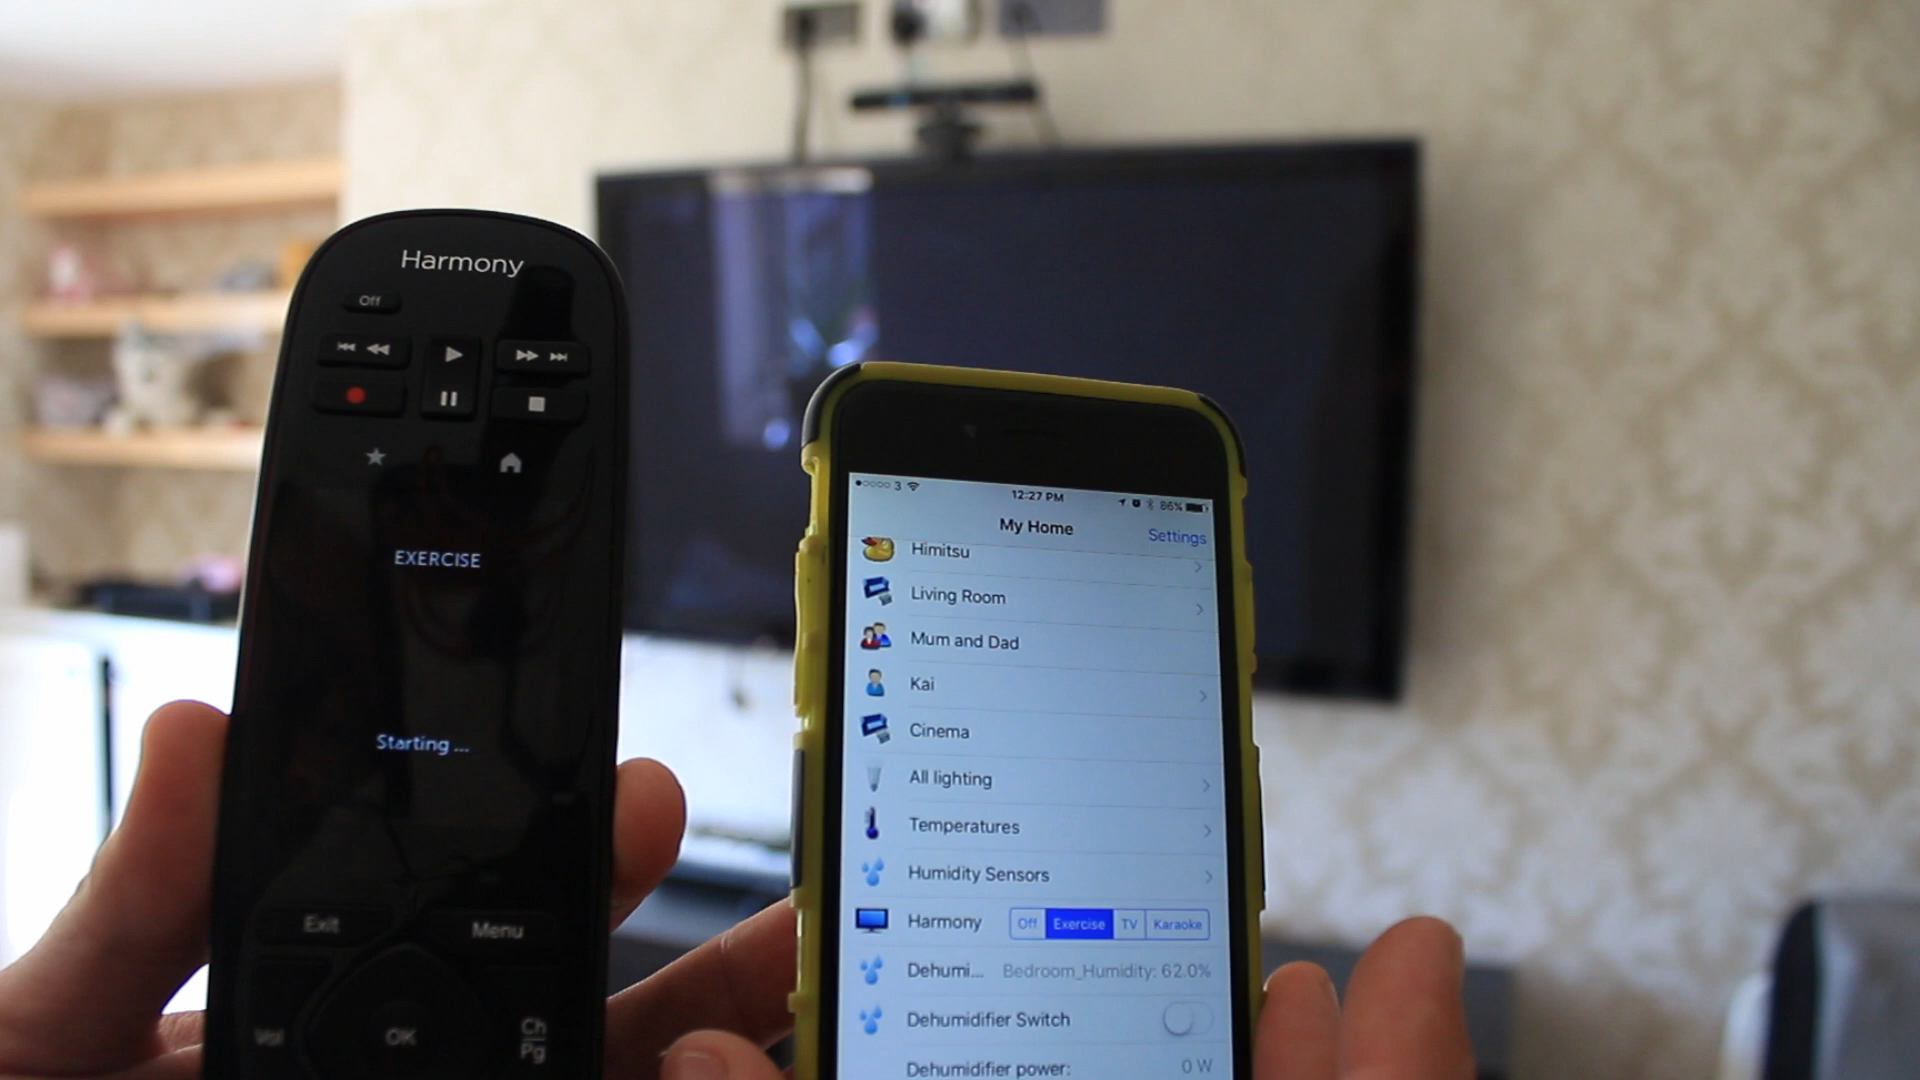 Harmony
Off
EXERCISE
Starting ...
Exit
Menu
Vol
OK
Ch
Pg
3
12:27 PM
86%
My Home
Settings
Himitsu
Living Room
Mum and Dad
Kai
Cinema
All lighting
Temperatures
Humidity Sensors
Harmony Off Exercise TV Karaoke
Dehumi... Bedroom_Humidity: 62.0%
Dehumidifier Switch
Dehumidifier power: 0 W